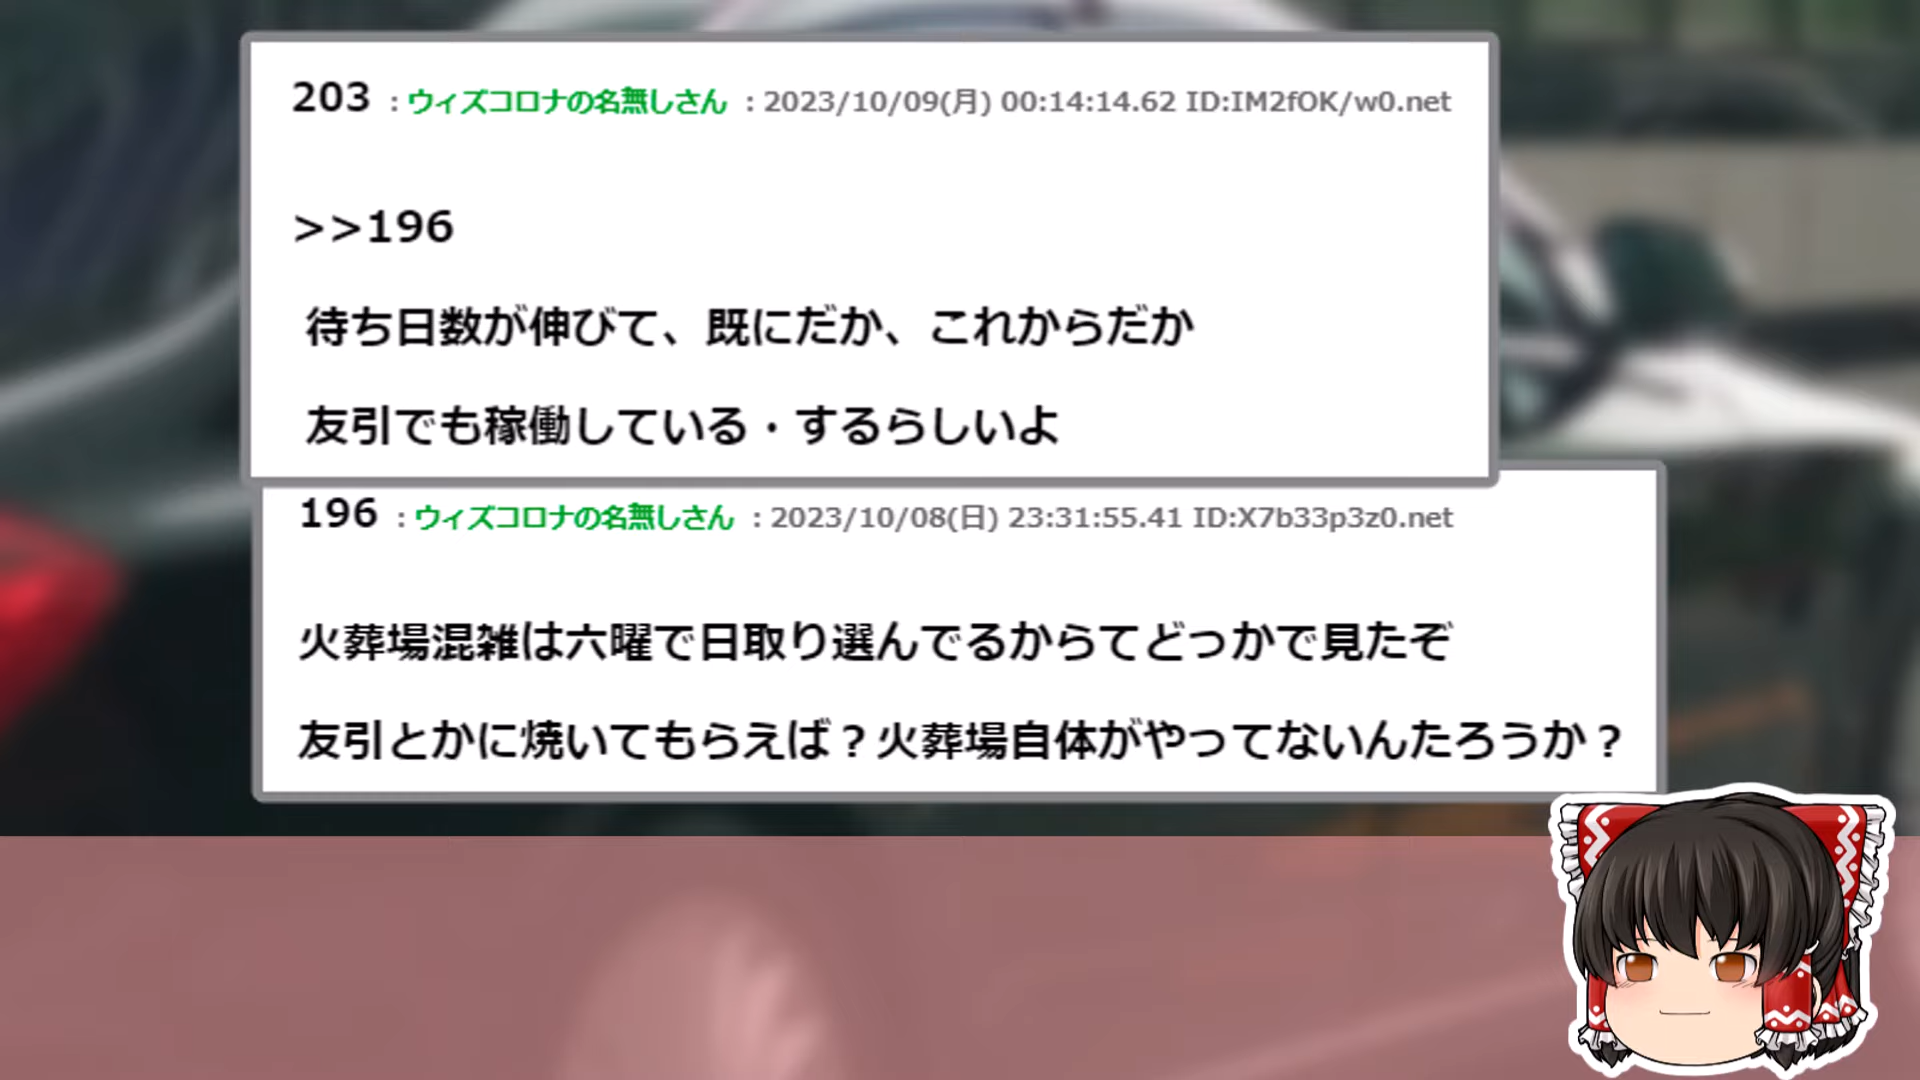 203 : ウィズコロナの名無しさん : 2023/10/09(月) 00:14:14.62 ID:IM2fOK/w0.net
>>196
待ち日数が伸びて、既にだか、これからだか
友引でも稼働している・するらしいよ
196 : ウィズコロナの名無しさん : 2023/10/08(日) 23:31:55.41 ID:X7b33p3z0.net
火葬場混雑は六曜で日取り選んでるからてどっかで見たぞ
友引とかに焼いてもらえば？火葬場自体がやってないんたろうか？